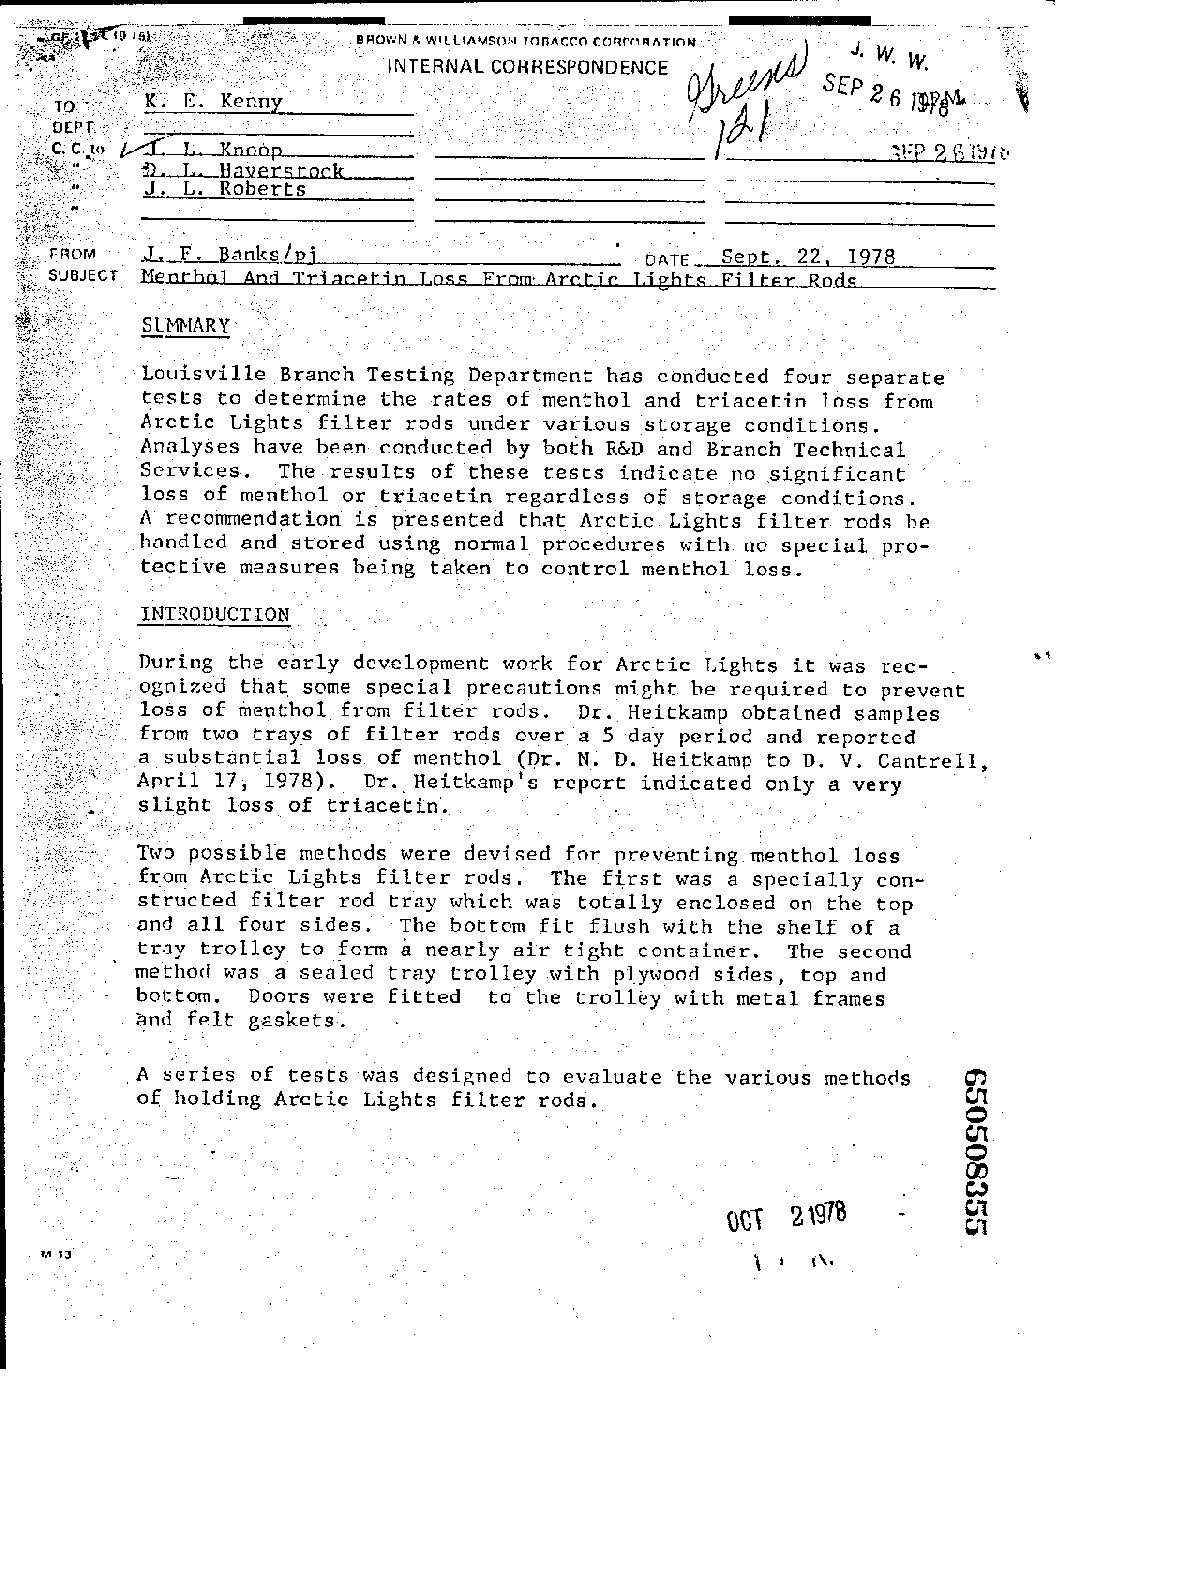 BROWN & WILLIAMSON TOBACCO CORPORATION
INTERNAL CORRESPONDENCE
J. W. W.
Greens
121
SEP 26 PM
TO K. E. Kenny
DEPT.
C. C. to L. Knoop
SEP 26 1978
" D. L. Haverstock
" J. L. Roberts
"
FROM J. F. Banks/pj DATE Sept. 22, 1978
SUBJECT Menthol And Triacetin Loss From Arctic Lights Filter Rods
SUMMARY
Louisville Branch Testing Department has conducted four separate
tests to determine the rates of menthol and triacetin loss from
Arctic Lights filter rods under various storage conditions.
Analyses have been conducted by both R&D and Branch Technical
Services. The results of these tests indicate no significant
loss of menthol or triacetin regardless of storage conditions.
A recommendation is presented that Arctic Lights filter rods be
handled and stored using normal procedures with no special pro-
tective measures being taken to control menthol loss.
INTRODUCTION
During the early development work for Arctic Lights it was rec-
ognized that some special precautions might be required to prevent
loss of menthol from filter rods. Dr. Heitkamp obtained samples
from two trays of filter rods over a 5 day period and reported
a substantial loss of menthol (Dr. N. D. Heitkamp to D. V. Cantrell,
April 17, 1978). Dr. Heitkamp's report indicated only a very
slight loss of triacetin.
Two possible methods were devised for preventing menthol loss
from Arctic Lights filter rods. The first was a specially con-
structed filter rod tray which was totally enclosed on the top
and all four sides. The bottom fit flush with the shelf of a
tray trolley to form a nearly air tight container. The second
method was a sealed tray trolley with plywood sides, top and
bottom. Doors were fitted to the trolley with metal frames
and felt gaskets.
A series of tests was designed to evaluate the various methods
of holding Arctic Lights filter rods.
650508355
OCT 2 1978
M 13